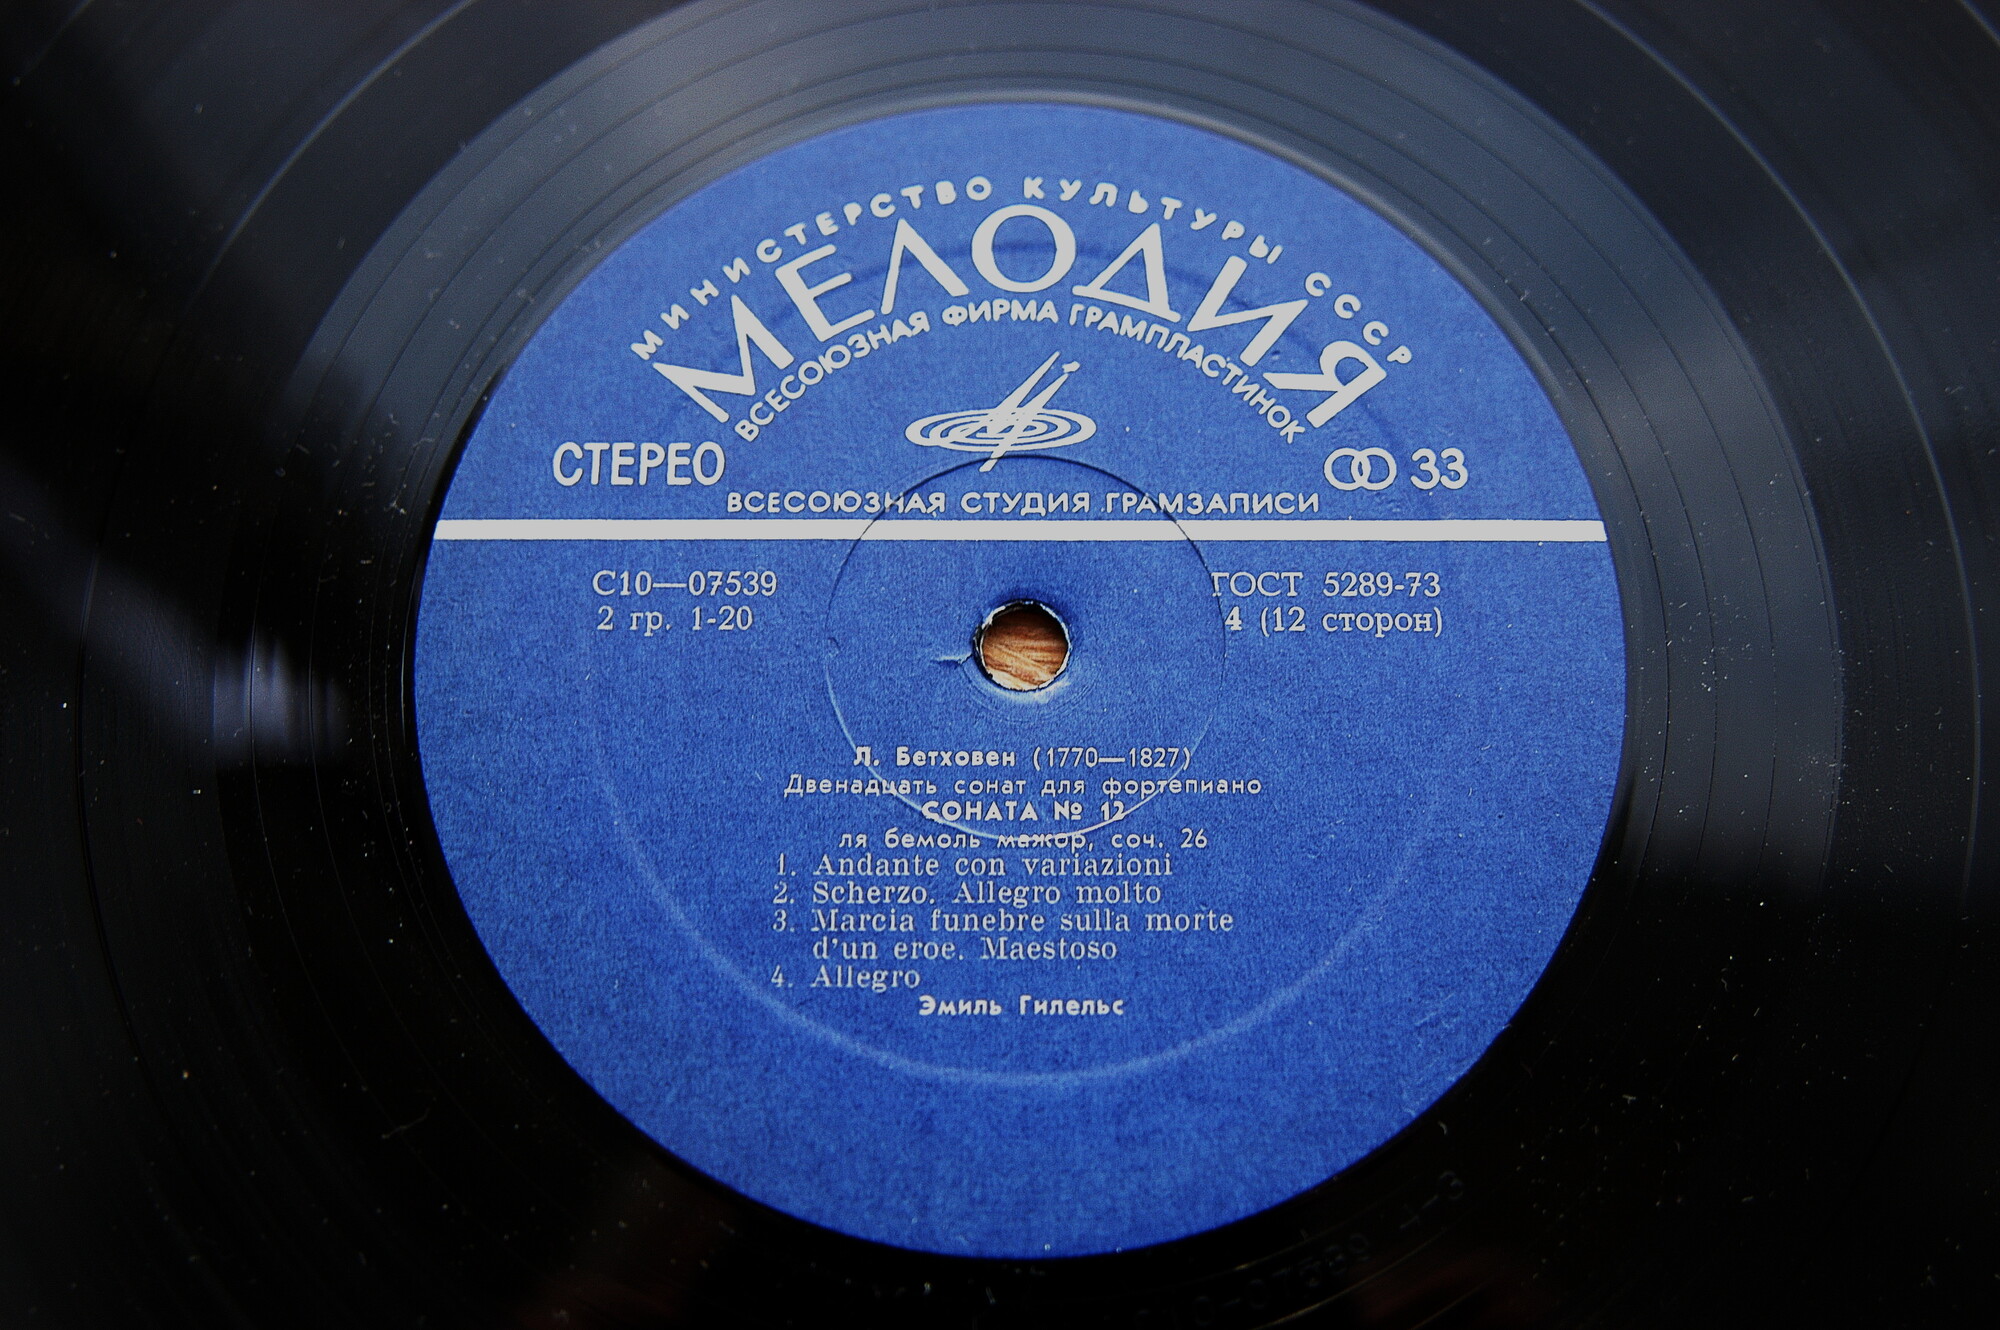 МИНИСТЕРСТВО КУЛЬТУРЫ СССР
МЕЛОДИЯ
ВСЕСОЮЗНАЯ ФИРМА ГРАМПЛАСТИНОК
СТЕРЕО
33
ВСЕСОЮЗНАЯ СТУДИЯ ГРАМЗАПИСИ
С10—07539
ГОСТ 5289-73
2 гр. 1-20
4 (12 сторон)
Л. Бетховен (1770—1827)
Двенадцать сонат для фортепиано
СОНАТА № 12
ля бемоль мажор, соч. 26
1. Andante con variazioni
2. Scherzo. Allegro molto
3. Marcia funebre sulla morte
d'un eroe. Maestoso
4. Allegro
Эмиль Гилельс